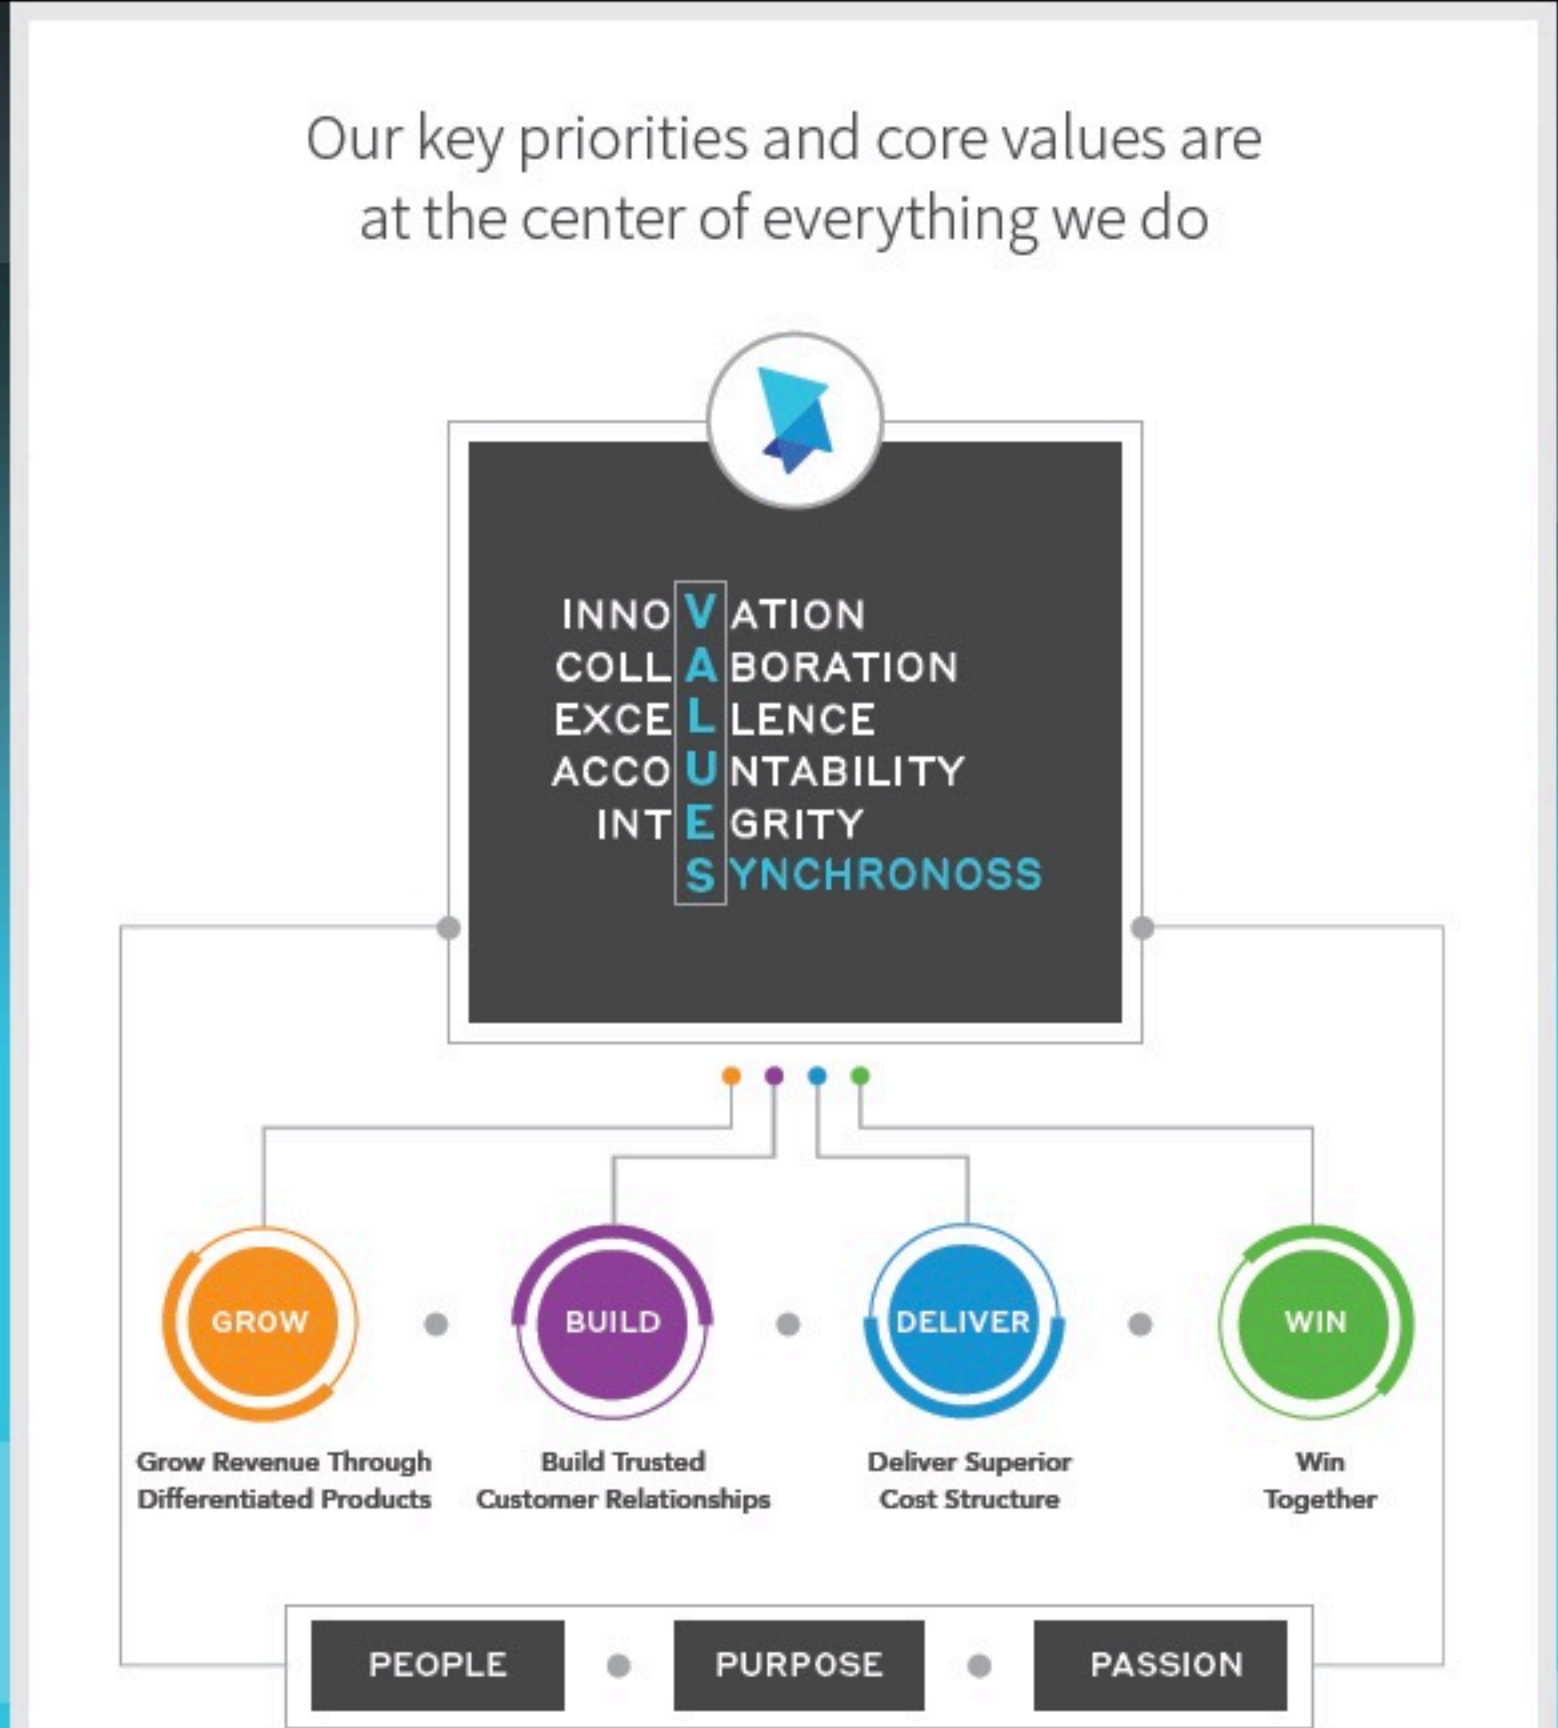 Our key priorities and core values are
at the center of everything we do
INNOVATION
COLLABORATION
EXCELLENCE
ACCOUNTABILITY
INTEGRITY
SYNCHRONOSS
GROW
BUILD
DELIVER
WIN
Grow Revenue Through
Differentiated Products
Build Trusted
Customer Relationships
Deliver Superior
Cost Structure
Win
Together
PEOPLE
PURPOSE
PASSION